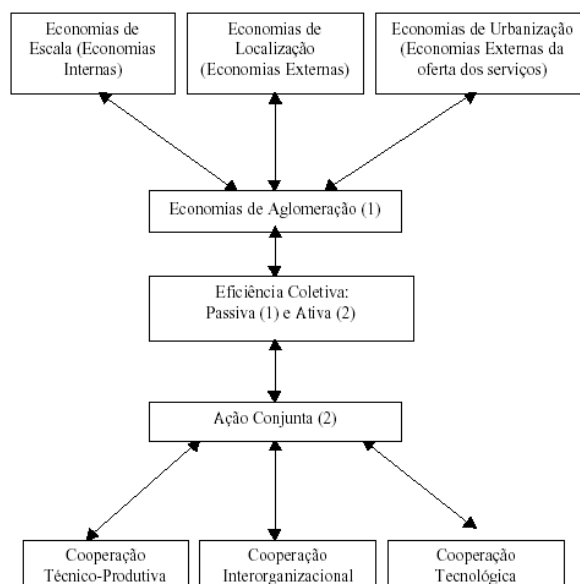 Economias de
Escala (Economias
Internas)
Economias de
Localização
(Economias Externas)
Economias de Urbanização
(Economias Externas da
oferta dos serviços)
Economias de Aglomeração (1)
Eficiência Coletiva:
Passiva (1) e Ativa (2)
Ação Conjunta (2)
Cooperação
Técnico-Produtiva
Cooperação
Interorganizacional
Cooperação
Tecnológica